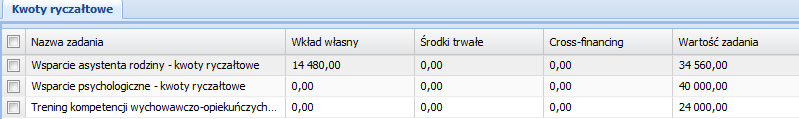 Kwoty ryczałtowe
Nazwa zadania Wkład własny Środki trwałe Cross-financing Wartość zadania
Wsparcie asystenta rodziny - kwoty ryczałtowe 14 480,00 0,00 0,00 34 560,00
Wsparcie psychologiczne - kwoty ryczałtowe 0,00 0,00 0,00 40 000,00
Trening kompetencji wychowawczo-opiekuńczych... 0,00 0,00 0,00 24 000,00